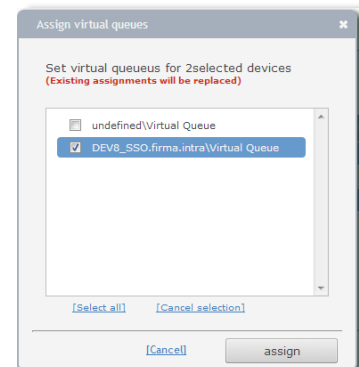 Assign virtual queues
Set virtual queueus for 2selected devices
(Existing assignments will be replaced)
undefined\Virtual Queue
DEV8_SSO.firma.intra\Virtual Queue
[Select all] [Cancel selection]
[Cancel] assign